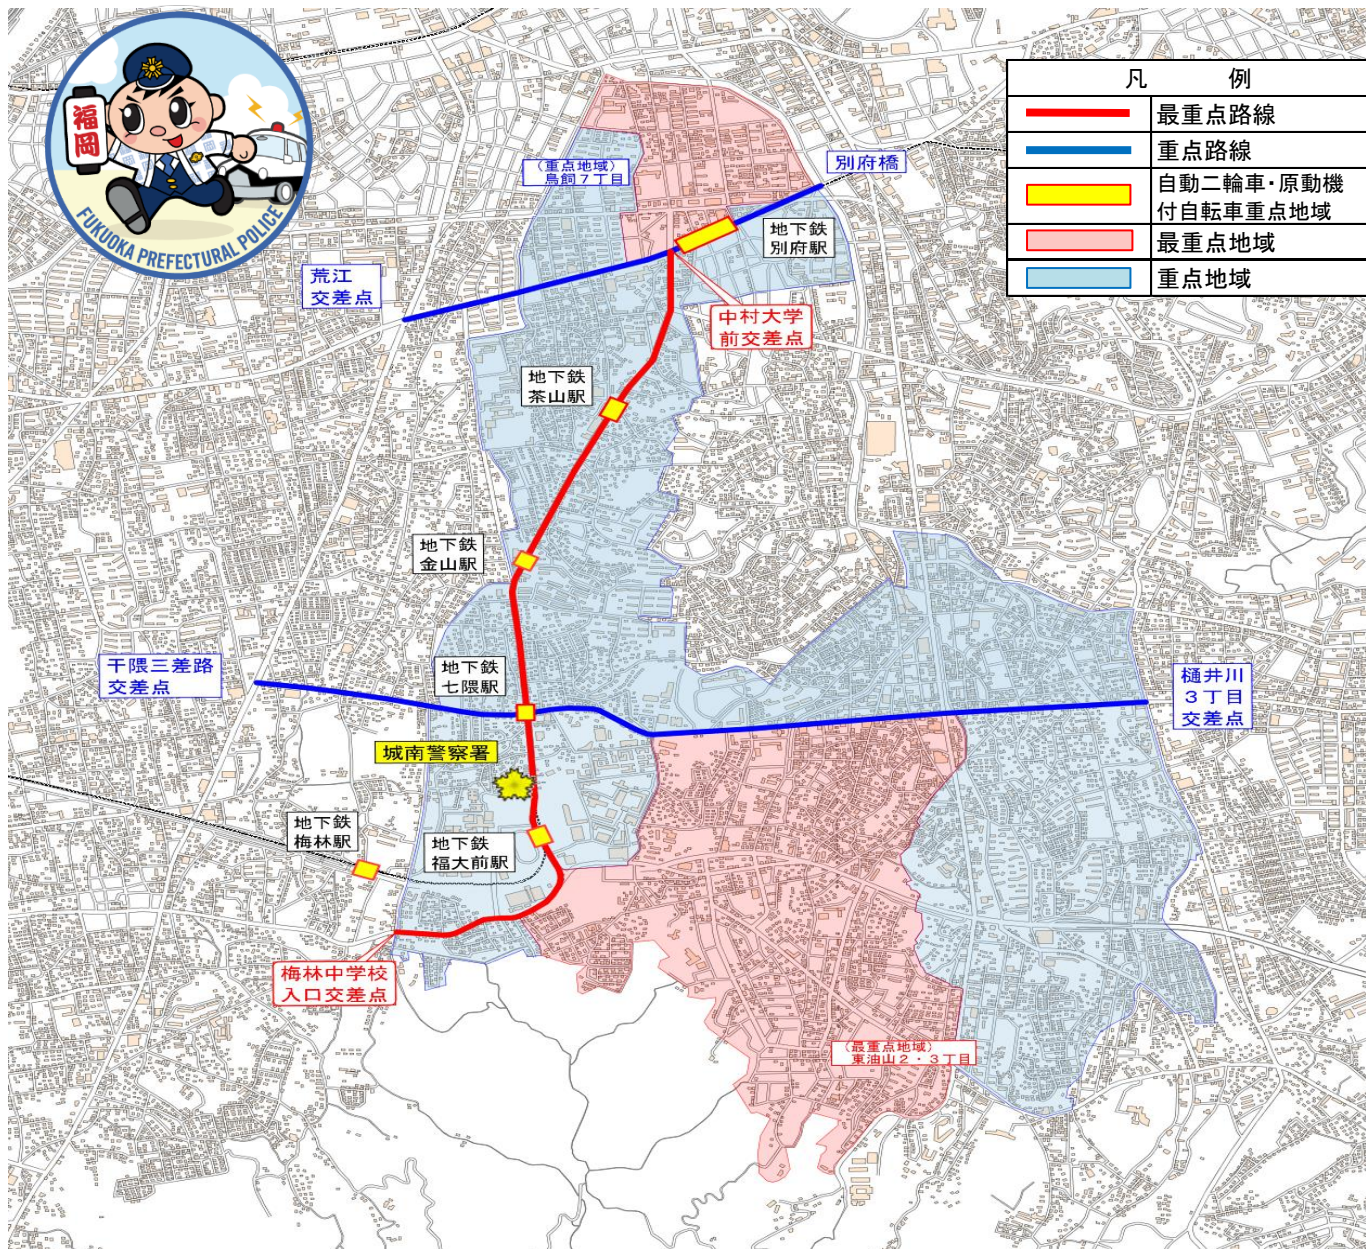 福岡
FUKUOKA PREFECTURAL POLICE
凡 例
最重点路線
重点路線
自動二輪車・原動機
付自転車重点地域
最重点地域
重点地域
（重点地域）
鳥飼７丁目
別府橋
地下鉄
別府駅
荒江
交差点
中村大学
前交差点
地下鉄
茶山駅
地下鉄
金山駅
干隈三差路
交差点
地下鉄
七隈駅
樋井川
３丁目
交差点
城南警察署
地下鉄
梅林駅
地下鉄
福大前駅
梅林中学校
入口交差点
（最重点地域）
東油山２・３丁目